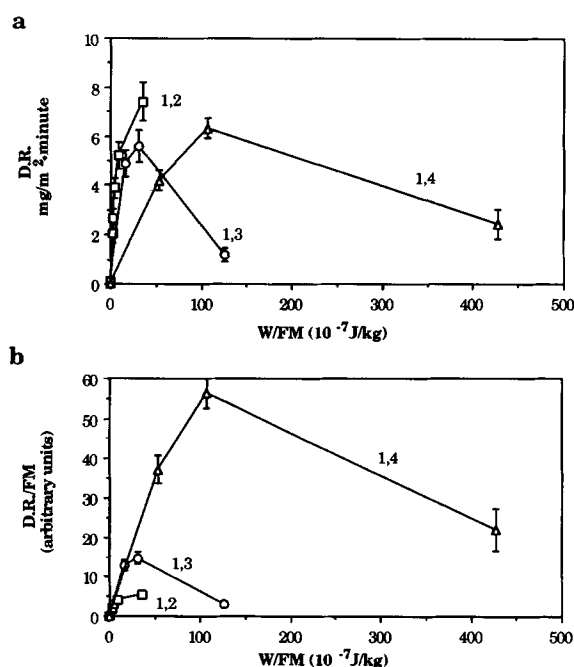 a
10
8
6
4
2
0
D.R.
mg/m²·minute
1,2
1,3
1,4
0 100 200 300 400 500
W/FM (10 ⁻⁷J/kg)
b
60
50
40
30
20
10
0
D.R./FM
(arbitrary units)
1,4
1,3
1,2
0 100 200 300 400 500
W/FM (10 ⁻⁷J/kg)